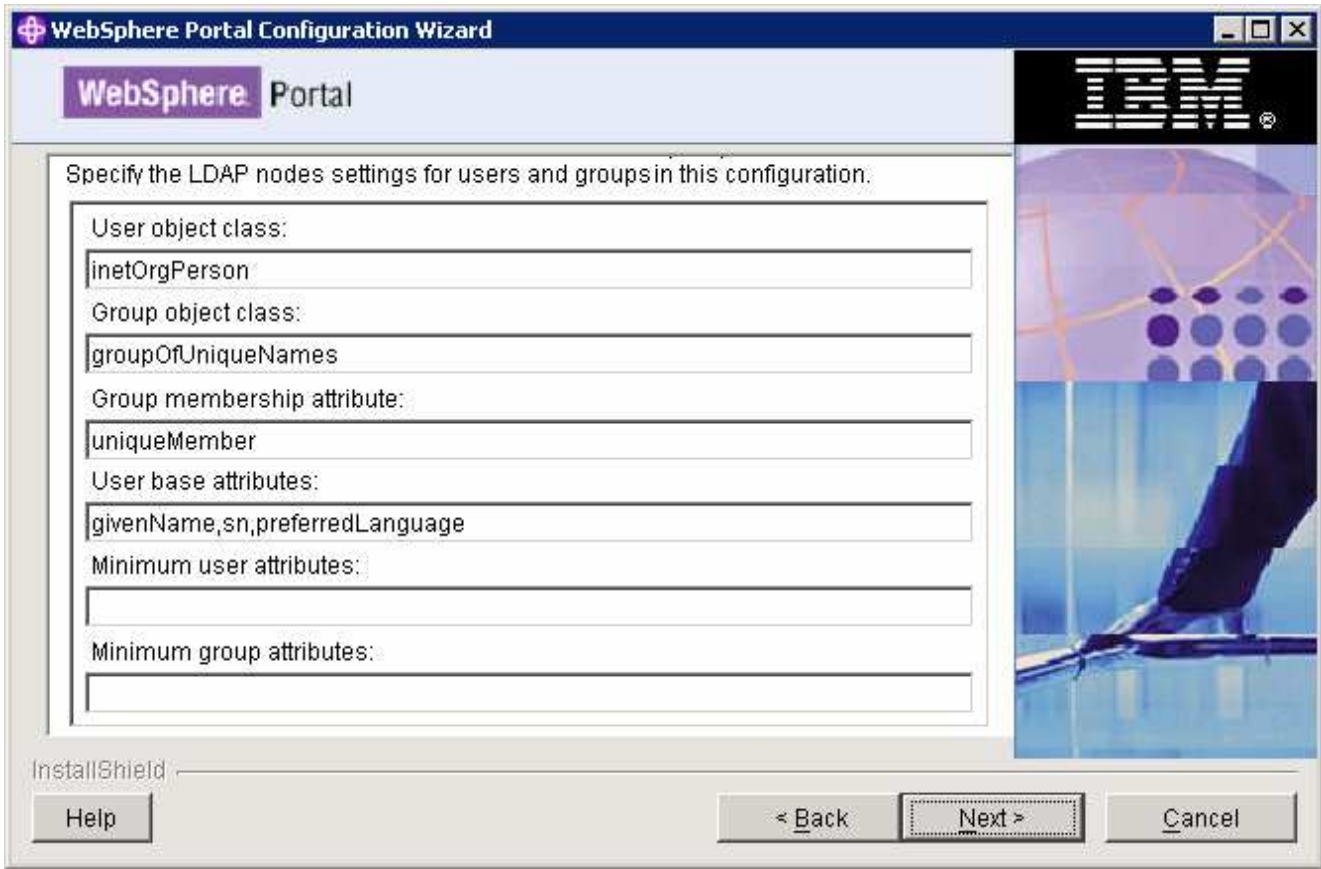 WebSphere Portal Configuration Wizard
WebSphere. Portal
IBM®
Specify the LDAP nodes settings for users and groups in this configuration.
User object class:
inetOrgPerson
Group object class:
groupOfUniqueNames
Group membership attribute:
uniqueMember
User base attributes:
givenName,sn,preferredLanguage
Minimum user attributes:
Minimum group attributes:
InstallShield
Help
< Back
Next >
Cancel